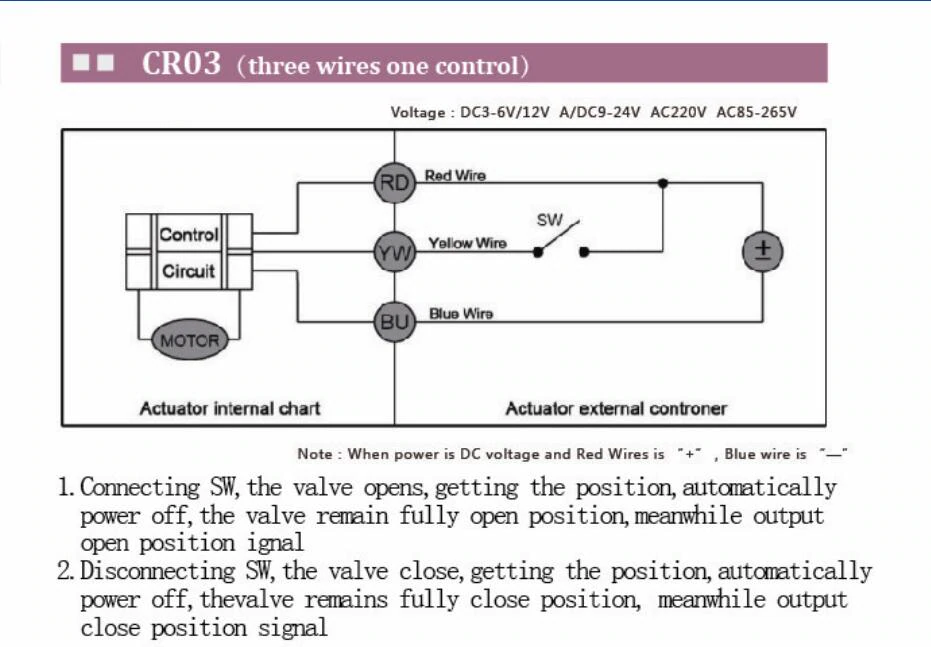 CR03 (three wires one control)
Voltage : DC3-6V/12V A/DC9-24V AC220V AC85-265V
RD Red Wire
SW
Control
YW Yellow Wire
±
Circuit
BU Blue Wire
MOTOR
Actuator internal chart
Actuator external controner
Note : When power is DC voltage and Red Wires is "+" , Blue wire is "—"
1. Connecting SW, the valve opens, getting the position, automatically
power off, the valve remain fully open position, meanwhile output
open position ignal
2. Disconnecting SW, the valve close, getting the position, automatically
power off, thevalve remains fully close position, meanwhile output
close position signal